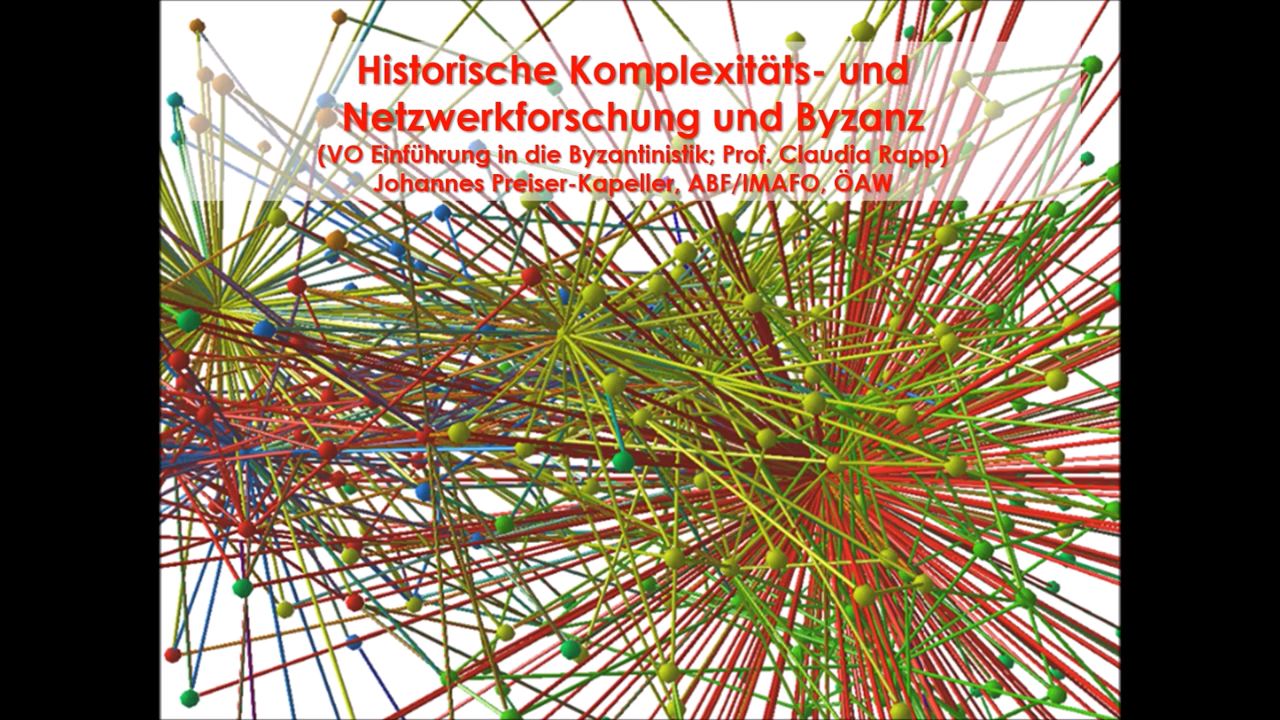 Historische Komplexitäts- und
Netzwerkforschung und Byzanz
(VO Einführung in die Byzantinistik; Prof. Claudia Rapp)
Johannes Preiser-Kapeller, ABF/IMAFO, ÖAW